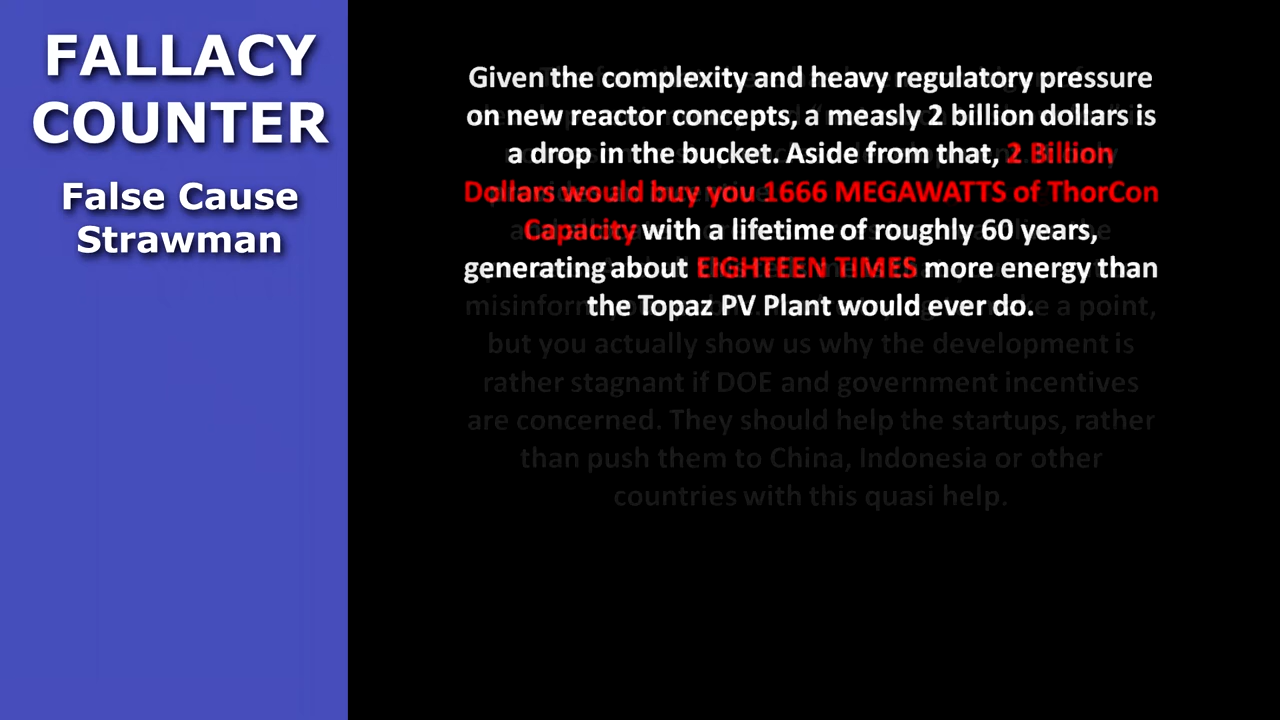 FALLACY
COUNTER
False Cause
Strawman
Given the complexity and heavy regulatory pressure
on new reactor concepts, a measly 2 billion dollars is
a drop in the bucket. Aside from that, 2 Billion
Dollars would buy you 1666 MEGAWATTS of ThorCon
Capacity with a lifetime of roughly 60 years,
generating about EIGHTEEN TIMES more energy than
the Topaz PV Plant would ever do.
but you actually show us why the development is
rather stagnant if DOE and government incentives
are concerned. They should help the startups, rather
than push them to China, Indonesia or other
countries with this quasi help.